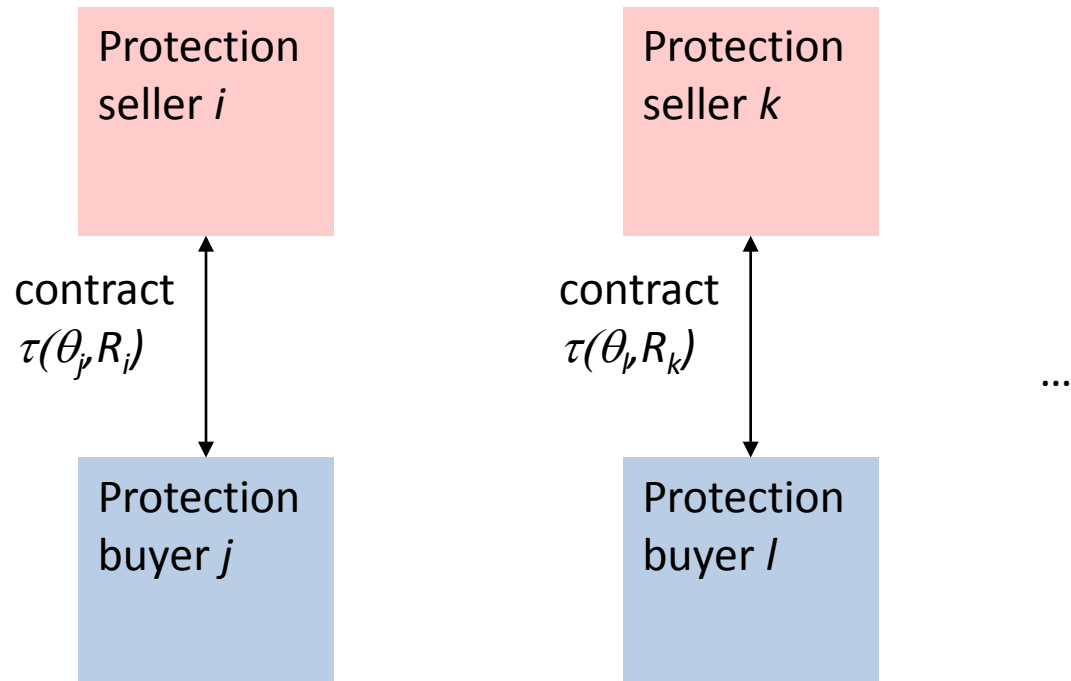 Protection
seller i
Protection
seller k
contract
τ(θj,Ri)
contract
τ(θl,Rk)
...
Protection
buyer j
Protection
buyer l